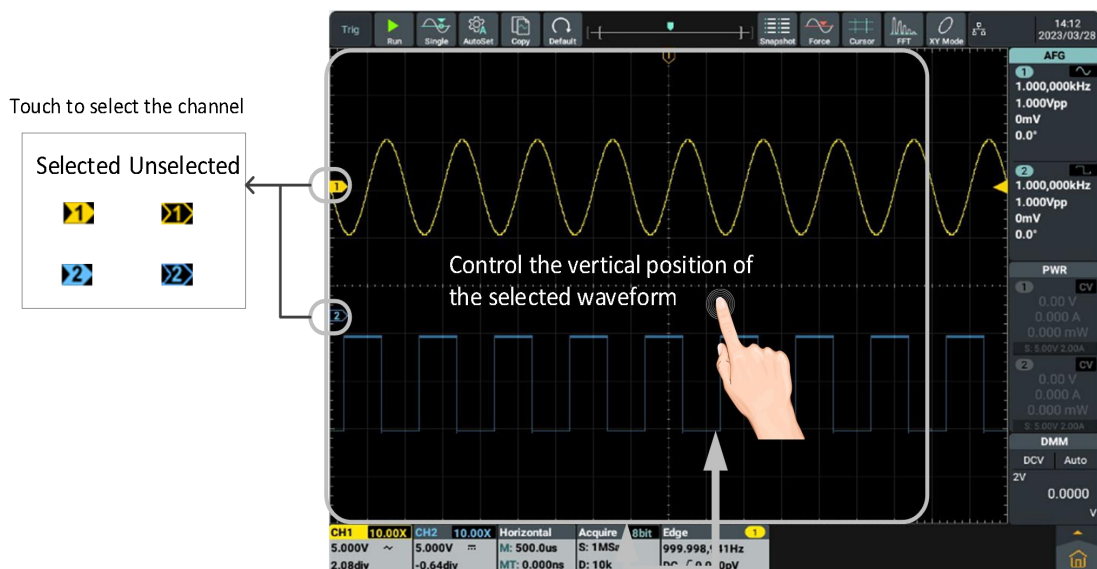 Trig
Run
Single
AutoSet
Copy
Default
Snapshot
Force
Cursor
FFT
XY Mode
14:12
2023/03/28
Touch to select the channel
Selected Unselected
1 1
2 2
1
2
Control the vertical position of
the selected waveform
AFG
1
1.000,000kHz
1.000Vpp
0mV
0.0°
2
1.000,000kHz
1.000Vpp
0mV
0.0°
PWR
1 CV
0.00 V
0.000 A
0.000 mW
S: 5.00V 2.00A
2 CV
0.00 V
0.000 A
0.000 mW
S: 5.00V 2.00A
DMM
DCV Auto
2V
0.0000
V
CH1 10.00X CH2 10.00X Horizontal Acquire 8bit Edge 1
5.000V 5.000V M: 500.0us S: 1MSa 999.998, 41Hz
2.08div -0.64div MT: 0.000ns D: 10k